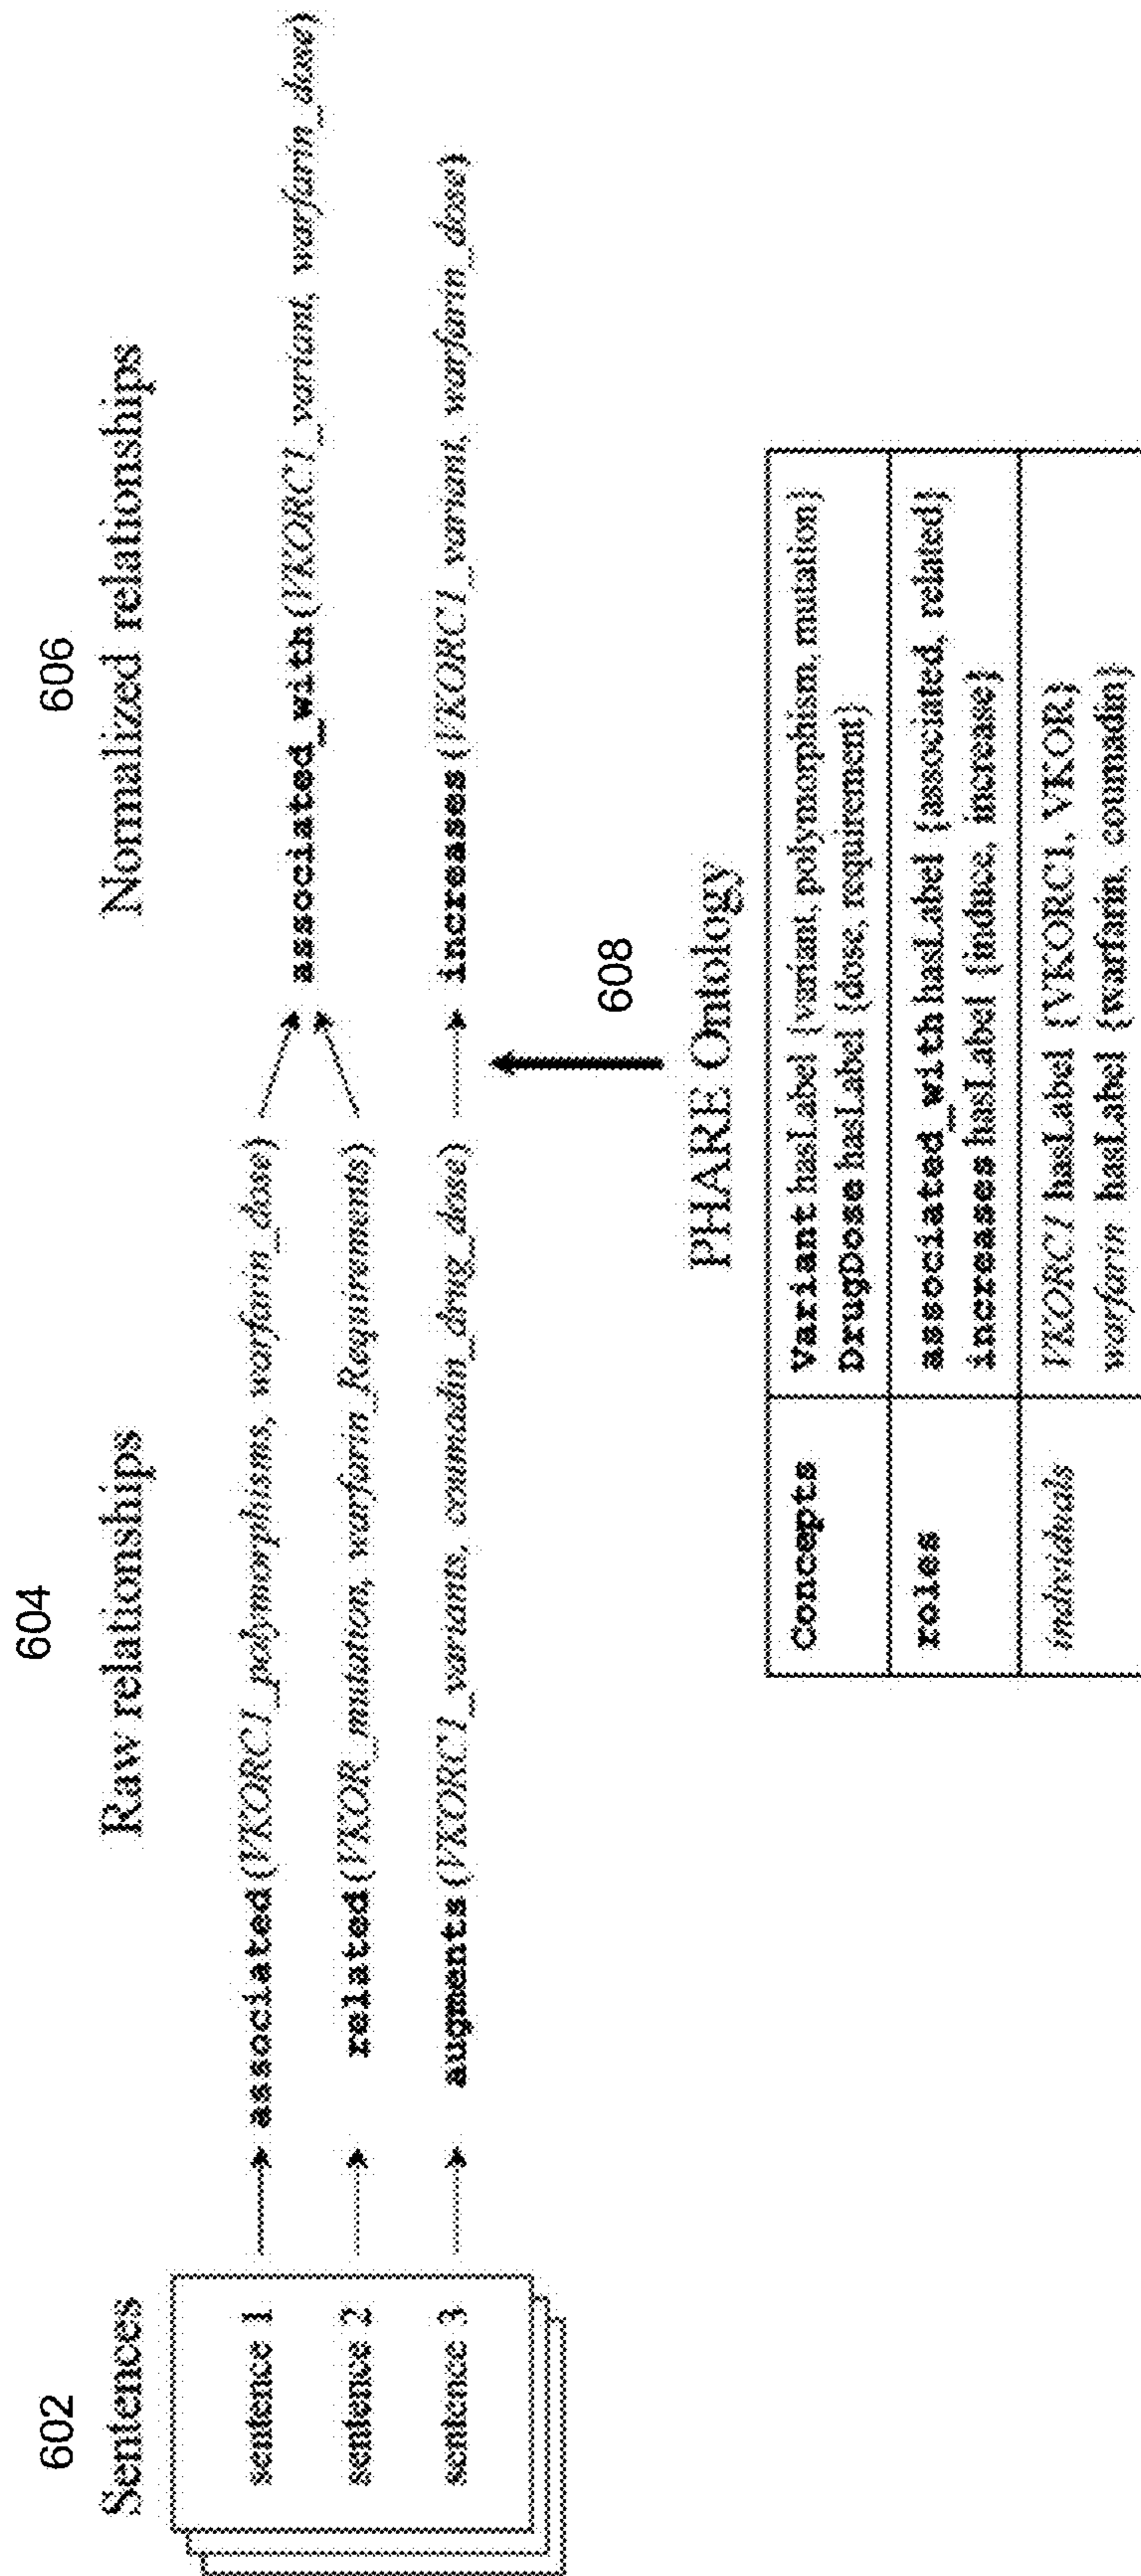 602
Sentences
sentence 1
sentence 2
sentence 3
604
Raw relationships
associated(VKORC1_polymorphisms, warfarin_dose)
related(VKOR_mutation, warfarin_Requirements)
augments(VKORC1_variants, coumadin_drug_dose)
606
Normalized relationships
associated_with(VKORC1_variant, warfarin_dose)
increases(VKORC1_variant, warfarin_dose)
608
PHARE Ontology
Concepts
Variant hasLabel {variant, polymorphism, mutation}
DrugDose hasLabel {dose, requirement}
roles
associated_with hasLabel {associated, related}
increases hasLabel {induce, increase}
individuals
VKORC1 hasLabel {VKORC1, VKOR}
warfarin hasLabel {warfarin, coumadin}